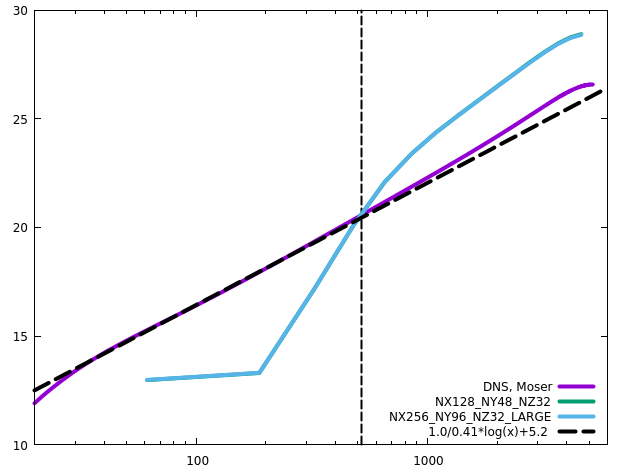 30
25
20
15
10
100
1000
DNS, Moser
NX128_NY48_NZ32
NX256_NY96_NZ32_LARGE
1.0/0.41*log(x)+5.2